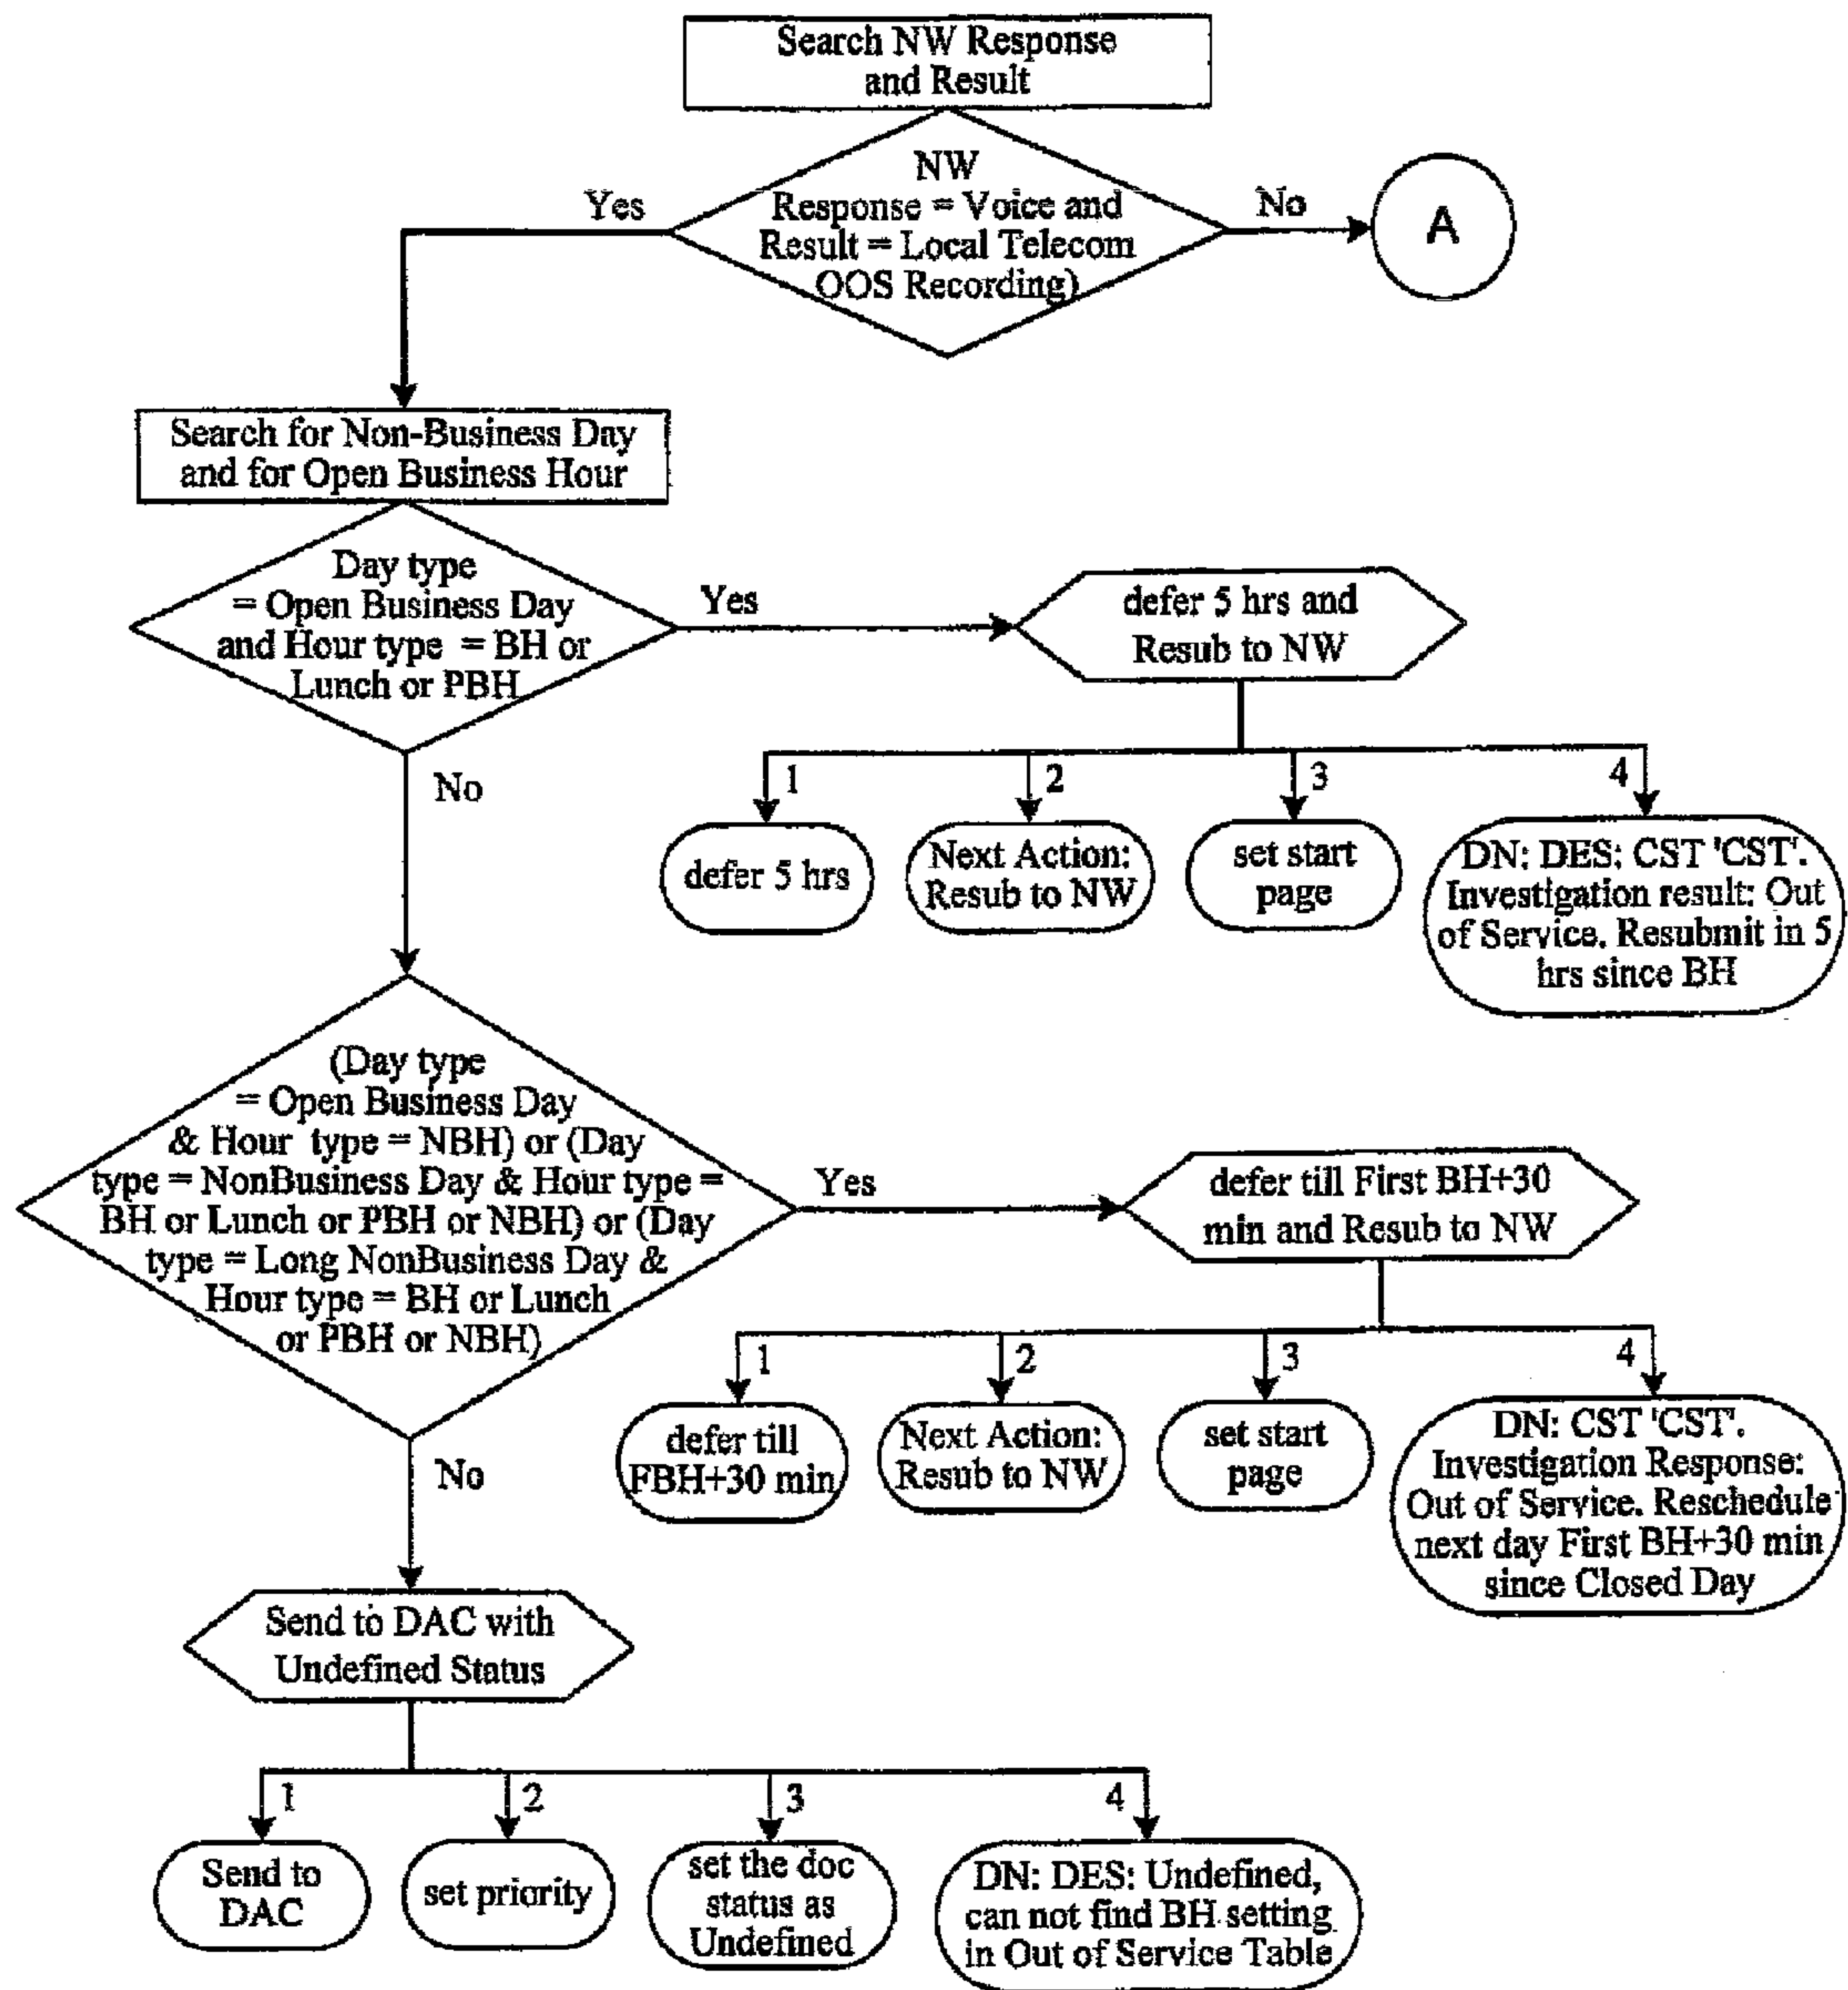 Search NW Response
and Result
NW
Response = Voice and
Result = Local Telecom
OOS Recording)
Yes
No
A
Search for Non-Business Day
and for Open Business Hour
Day type
= Open Business Day
and Hour type = BH or
Lunch or PBH
Yes
defer 5 hrs and
Resub to NW
No
1
2
3
4
defer 5 hrs
Next Action:
Resub to NW
set start
page
DN: DES: CST 'CST'.
Investigation result: Out
of Service. Resubmit in 5
hrs since BH
(Day type
= Open Business Day
& Hour type = NBH) or (Day
type = NonBusiness Day & Hour type =
BH or Lunch or PBH or NBH) or (Day
type = Long NonBusiness Day &
Hour type = BH or Lunch
or PBH or NBH)
Yes
defer till First BH+30
min and Resub to NW
No
1
2
3
4
defer till
FBH+30 min
Next Action:
Resub to NW
set start
page
DN: CST 'CST'.
Investigation Response:
Out of Service. Reschedule
next day First BH+30 min
since Closed Day
Send to DAC with
Undefined Status
1
2
3
4
Send to
DAC
set priority
set the doc
status as
Undefined
DN: DES: Undefined,
can not find BH setting
in Out of Service Table